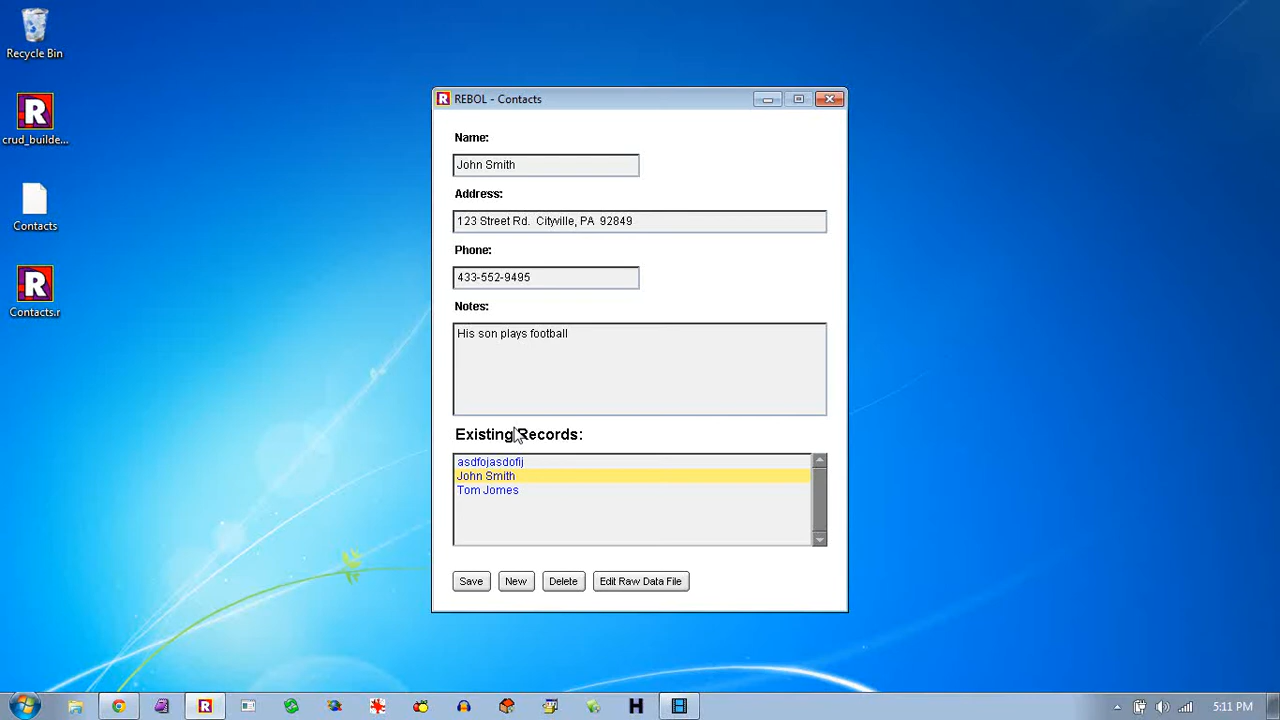 Recycle Bin
crud_builde...
Contacts
Contacts.r
REBOL - Contacts
Name:
John Smith
Address:
123 Street Rd.  Cityville, PA  92849
Phone:
433-552-9495
Notes:
His son plays football
Existing Records:
asdfojasdofij
John Smith
Tom Jomes
Save
New
Delete
Edit Raw Data File
5:11 PM